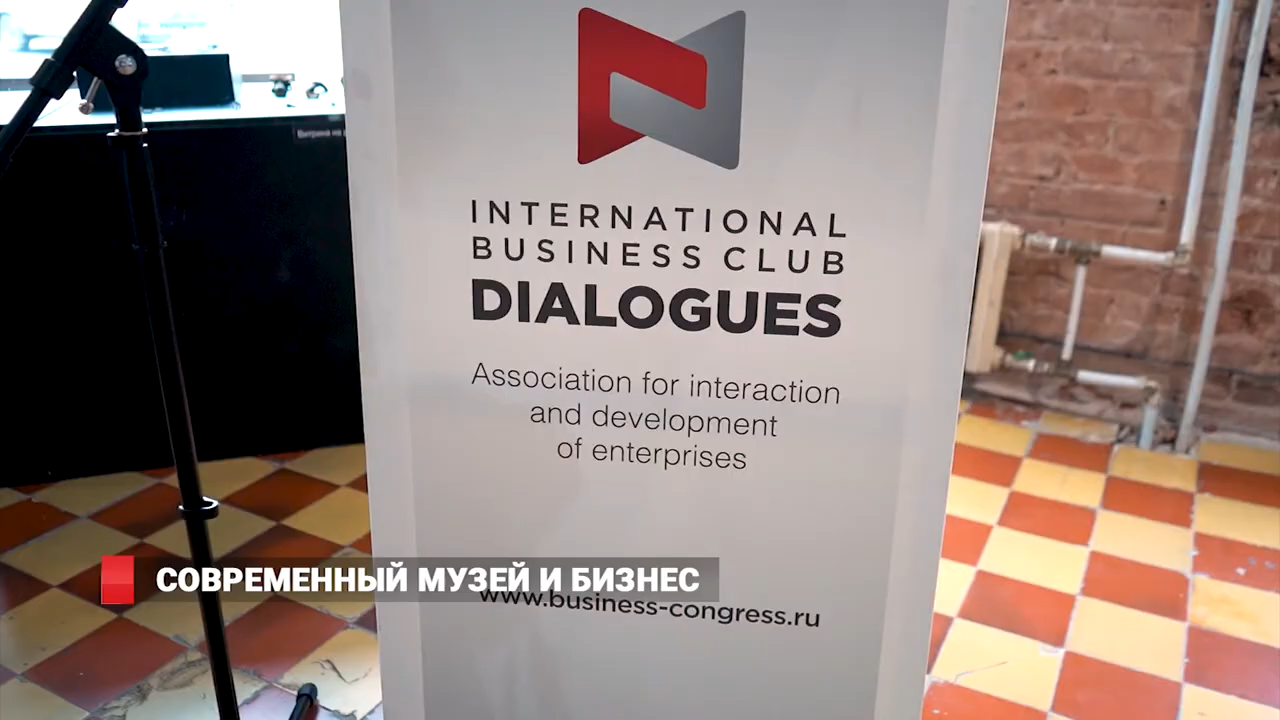 INTERNATIONAL
BUSINESS CLUB
DIALOGUES
Association for interaction
and development
of enterprises
СОВРЕМЕННЫЙ МУЗЕЙ И БИЗНЕС
www.business-congress.ru